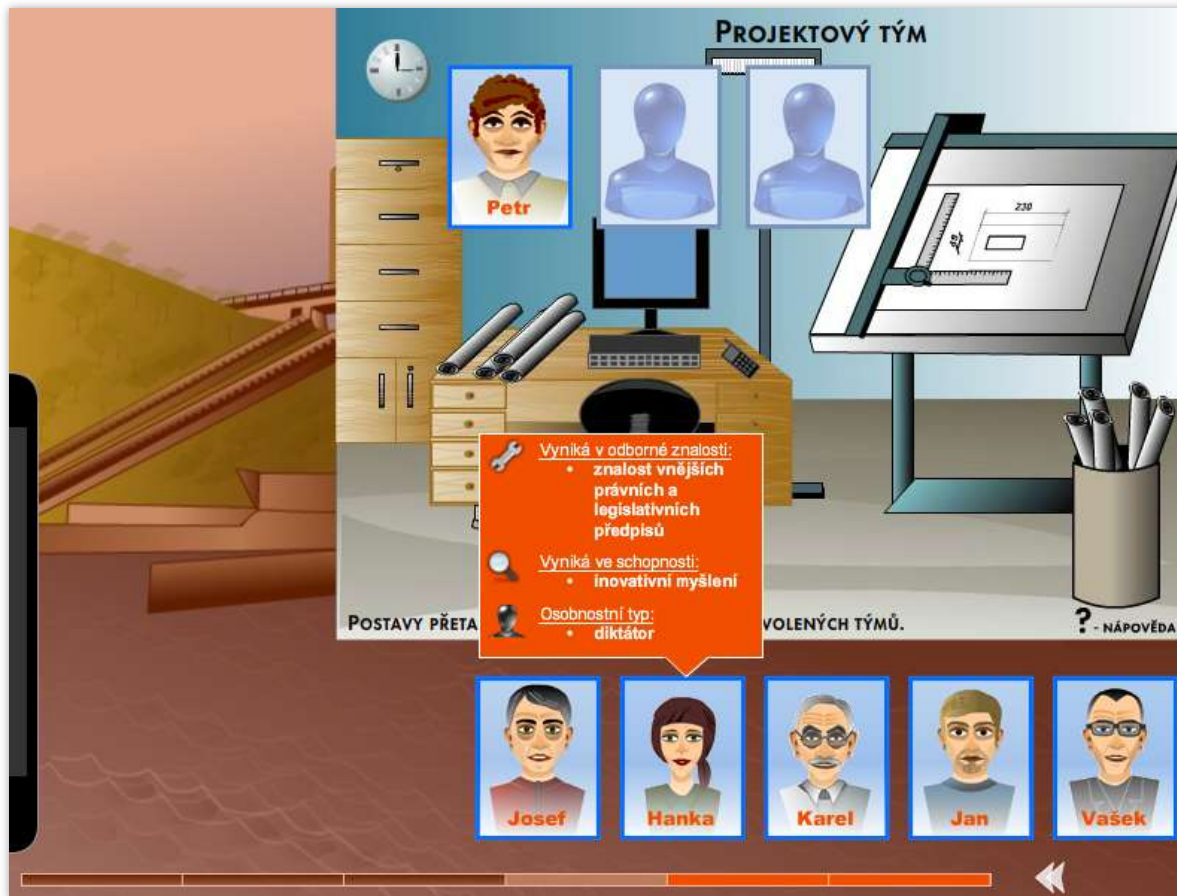 PROJEKTOVÝ TÝM
Petr
230
Vyniká v odborné znalosti:
• znalost vnějších
právních a
legislativních
předpisů
Vyniká ve schopnosti:
• inovativní myšlení
Osobnostní typ:
• diktátor
POSTAVY PŘETA VOLENÝCH TÝMŮ.
? - NÁPOVĚDA
Josef
Hanka
Karel
Jan
Vašek